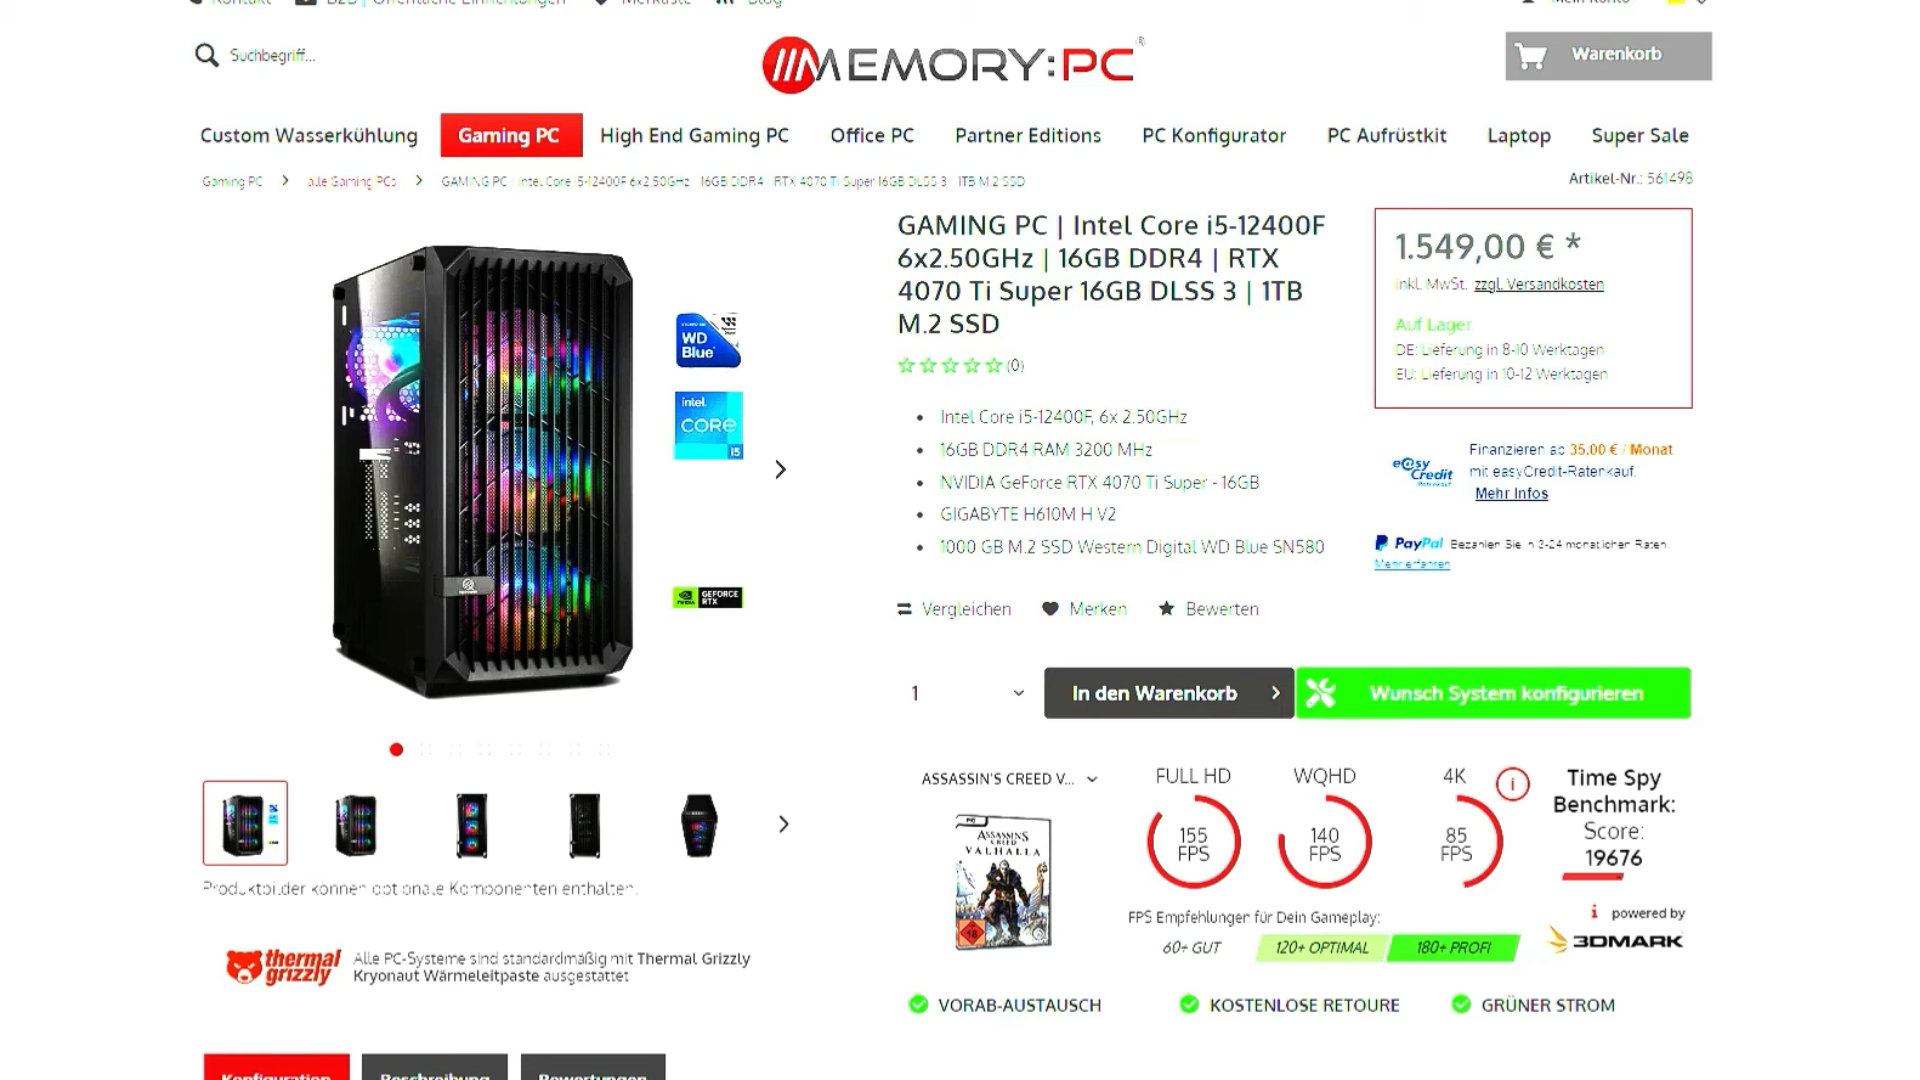 Kontakt B2B | Öffentliche Einrichtungen Merkliste Blog
Mein Konto
Suchbegriff...
MEMORY:PC
Warenkorb
Custom Wasserkühlung Gaming PC High End Gaming PC Office PC Partner Editions PC Konfigurator PC Aufrüstkit Laptop Super Sale
Gaming PC > alle Gaming PCs > GAMING PC | Intel Core i5-12400F 6x2.50GHz | 16GB DDR4 | RTX 4070 Ti Super 16GB DLSS 3 | 1TB M.2 SSD
Artikel-Nr.: 561498
GAMING PC | Intel Core i5-12400F
6x2.50GHz | 16GB DDR4 | RTX
4070 Ti Super 16GB DLSS 3 | 1TB
M.2 SSD
(0)
1.549,00 € *
inkl. MwSt. zzgl. Versandkosten
Auf Lager
DE: Lieferung in 8-10 Werktagen
EU: Lieferung in 10-12 Werktagen
WD
Blue
intel.
CORE
i5
NVIDIA GEFORCE
RTX
Intel Core i5-12400F, 6x 2.50GHz
16GB DDR4 RAM 3200 MHz
NVIDIA GeForce RTX 4070 Ti Super - 16GB
GIGABYTE H610M H V2
1000 GB M.2 SSD Western Digital WD Blue SN580
easy
Credit
Finanzieren ab 35.00 € / Monat
mit easyCredit-Ratenkauf.
Mehr Infos
PayPal Bezahlen Sie in 3-24 monatlichen Raten.
Mehr erfahren
Vergleichen Merken Bewerten
1
In den Warenkorb
Wunsch System konfigurieren
ASSASSIN'S CREED V...
FULL HD WQHD 4K
i
155
FPS
140
FPS
85
FPS
Time Spy
Benchmark:
Score:
19676
PC
ASSASSIN'S
CREED
VALHALLA
18
FPS Empfehlungen für Dein Gameplay:
60+ GUT 120+ OPTIMAL 180+ PROFI
i powered by
3DMARK
Produktbilder können optionale Komponenten enthalten.
thermal
grizzly
Alle PC-Systeme sind standardmäßig mit Thermal Grizzly
Kryonaut Wärmeleitpaste ausgestattet
VORAB-AUSTAUSCH KOSTENLOSE RETOURE GRÜNER STROM
Konfiguration Beschreibung Bewertungen